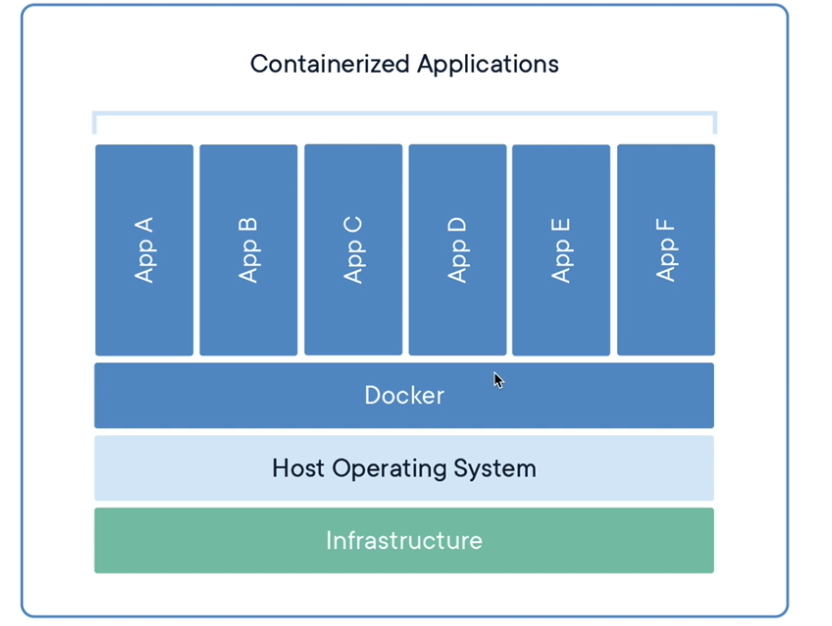 Containerized Applications
App A
App B
App C
App D
App E
App F
Docker
Host Operating System
Infrastructure